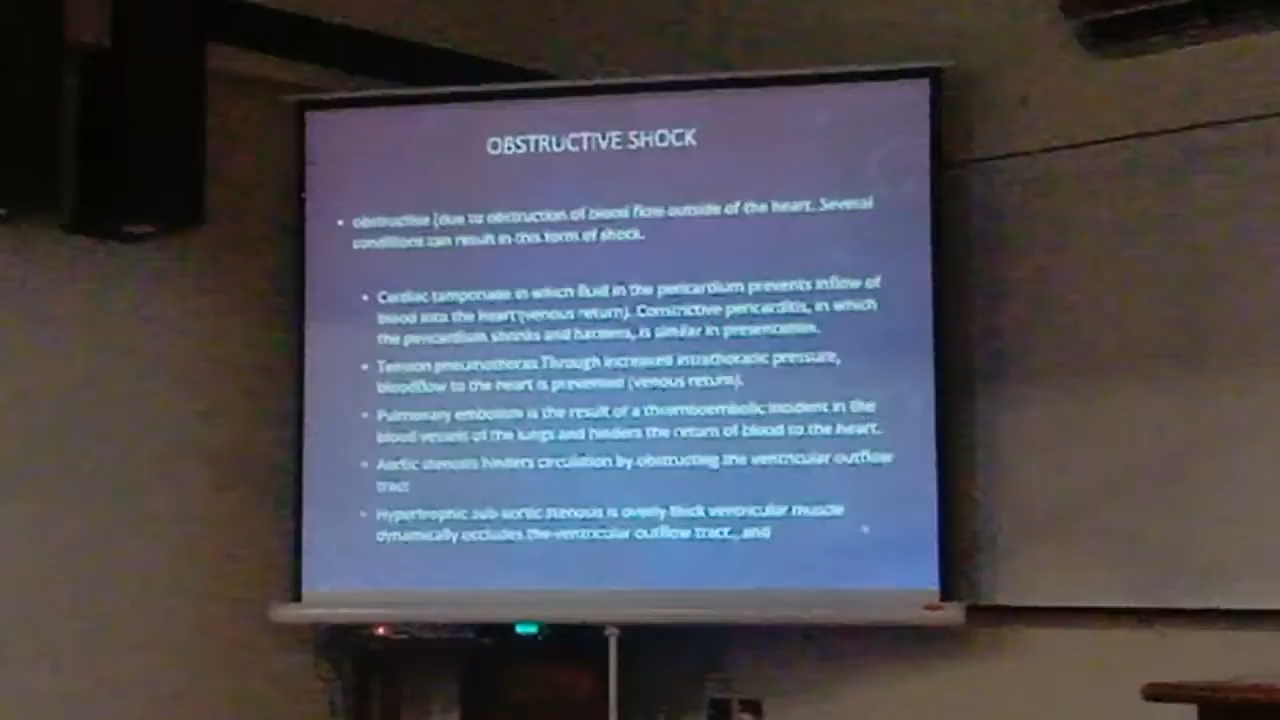 OBSTRUCTIVE SHOCK
• obstructive (due to obstruction of blood flow outside of the heart. Several
conditions can result in this form of shock.
• Cardiac tamponade in which fluid in the pericardium prevents inflow of
blood into the heart (venous return). Constrictive pericarditis, in which
the pericardium shrinks and hardens, is similar in presentation.
• Tension pneumothorax Through increased intrathoracic pressure,
bloodflow to the heart is prevented (venous return).
• Pulmonary embolism is the result of a thromboembolic incident in the
blood vessels of the lungs and hinders the return of blood to the heart.
• Aortic stenosis hinders circulation by obstructing the ventricular outflow
tract
• Hypertrophic sub-aortic stenosis is overly thick ventricular muscle
dynamically occludes the ventricular outflow tract., and